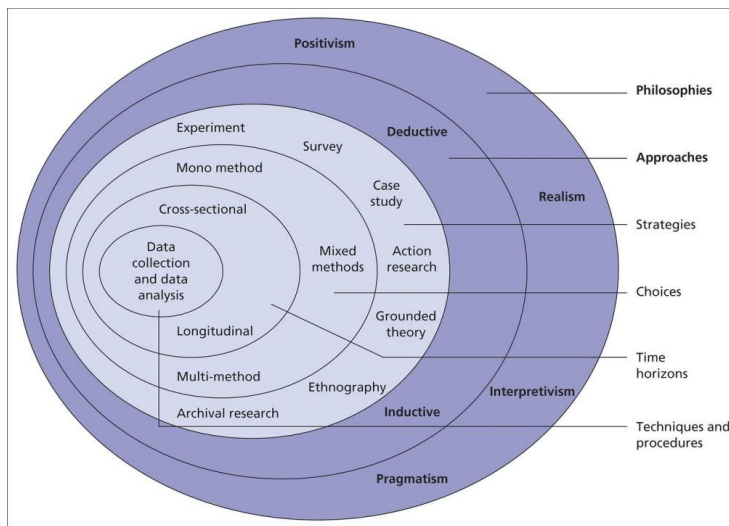 Positivism
Philosophies
Experiment
Deductive
Survey
Approaches
Mono method
Case
study
Realism
Cross-sectional
Strategies
Data
collection
and data
analysis
Mixed
methods
Action
research
Choices
Grounded
theory
Longitudinal
Time
horizons
Multi-method
Ethnography
Interpretivism
Archival research
Inductive
Techniques and
procedures
Pragmatism